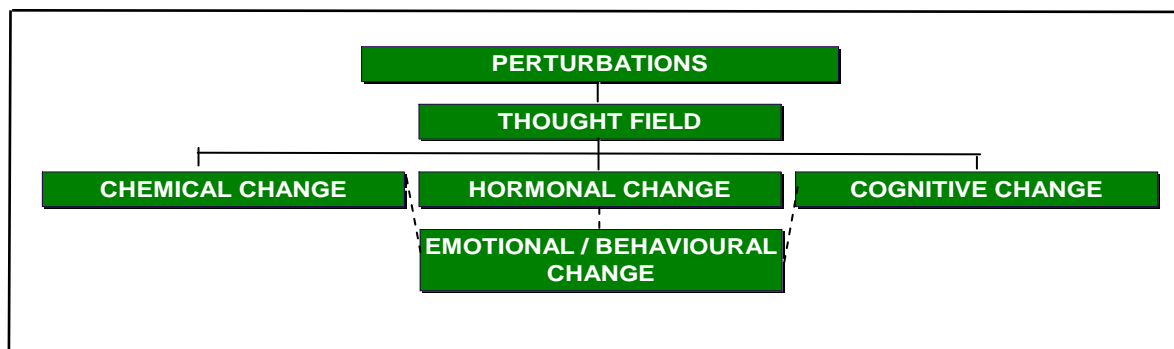 PERTURBATIONS
THOUGHT FIELD
CHEMICAL CHANGE
HORMONAL CHANGE
COGNITIVE CHANGE
EMOTIONAL / BEHAVIOURAL
CHANGE